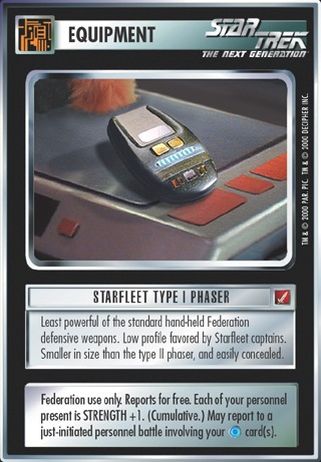 EQUIPMENT
STAR TREK
THE NEXT GENERATION
TM & © 2000 PAR. PIC. TM & © 2000 DECIPHER INC.
STARFLEET TYPE I PHASER
Least powerful of the standard hand-held Federation
defensive weapons. Low profile favored by Starfleet captains.
Smaller in size than the type II phaser, and easily concealed.
Federation use only. Reports for free. Each of your personnel
present is STRENGTH +1. (Cumulative.) May report to a
just-initiated personnel battle involving your card(s).